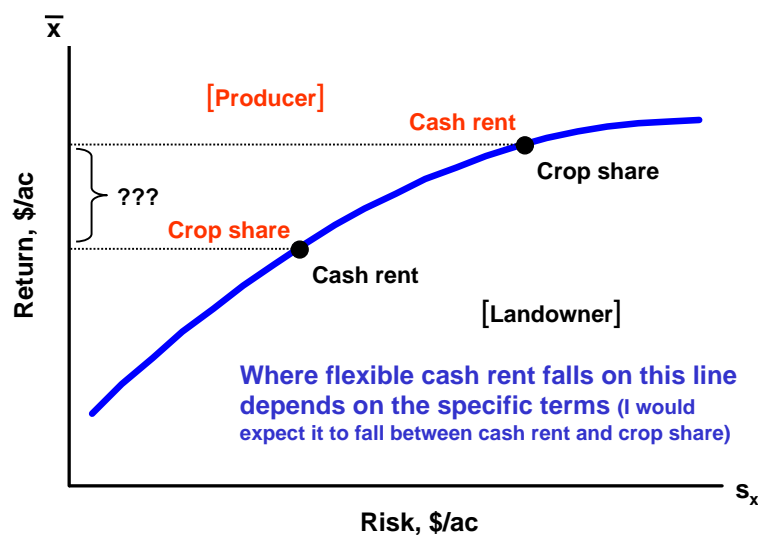 x̅
[Producer]
Cash rent
Crop share
???
Crop share
Cash rent
[Landowner]
Return, $/ac
Where flexible cash rent falls on this line
depends on the specific terms (I would
expect it to fall between cash rent and crop share)
sₓ
Risk, $/ac